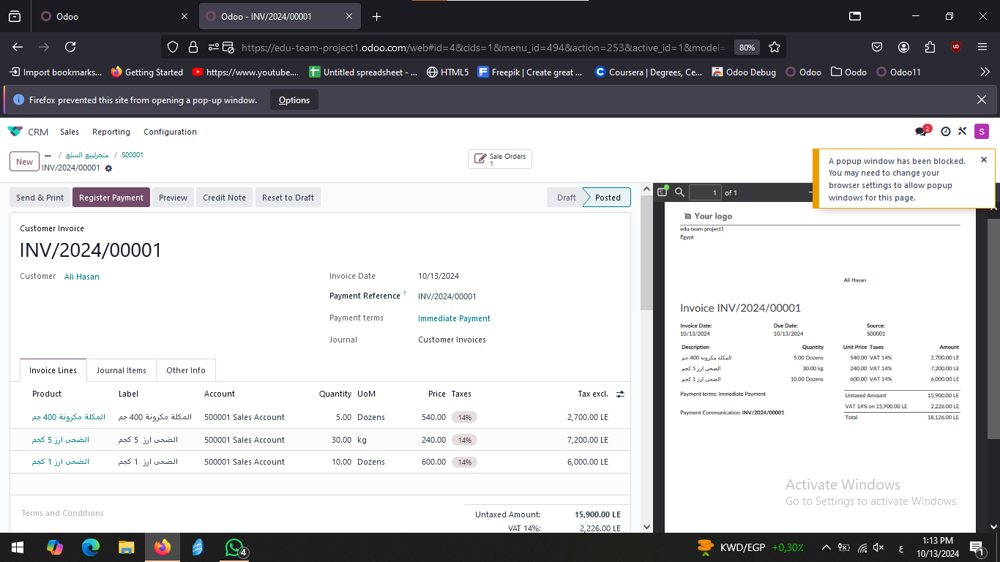 Odoo
Odoo - INV/2024/00001
https://edu-team-project1.odoo.com/web#id=4&cids=1&menu_id=494&action=253&active_id=1&model=
80%
Import bookmarks... Getting Started https://www.youtube.... Untitled spreadsheet - ... HTML5 Freepik | Create great ... Coursera | Degrees, Ce... Odoo Debug Odoo Oodo Odoo11
Firefox prevented this site from opening a pop-up window. Options
CRM Sales Reporting Configuration 2 S
New ••• / متجرلبيع السلع / S00001
INV/2024/00001
Sale Orders
1
A popup window has been blocked.
You may need to change your
browser settings to allow popup
windows for this page.
Send & Print Register Payment Preview Credit Note Reset to Draft Draft Posted
Customer Invoice
INV/2024/00001
Customer Ali Hasan
Invoice Date 10/13/2024
Payment Reference ? INV/2024/00001
Payment terms Immediate Payment
Journal Customer Invoices
Invoice Lines Journal Items Other Info
Product Label Account Quantity UoM Price Taxes Tax excl.
المكلة مكرونة 400 جم المكلة مكرونة 400 جم 500001 Sales Account 5.00 Dozens 540.00 14% 2,700.00 LE
الضحى ارز 5 كجم الضحى ارز 5 كجم 500001 Sales Account 30.00 kg 240.00 14% 7,200.00 LE
الضحى ارز 1 كجم الضحى ارز 1 كجم 500001 Sales Account 10.00 Dozens 600.00 14% 6,000.00 LE
Terms and Conditions
Untaxed Amount: 15,900.00 LE
VAT 14%: 2,226.00 LE
1 of 1
Your logo
edu-team project1
Egypt
Ali Hasan
Invoice INV/2024/00001
Invoice Date: Due Date: Source:
10/13/2024 10/13/2024 S00001
Description Quantity Unit Price Taxes Amount
المكلة مكرونة 400 جم 5.00 Dozens 540.00 VAT 14% 2,700.00 LE
الضحى ارز 5 كجم 30.00 kg 240.00 VAT 14% 7,200.00 LE
الضحى ارز 1 كجم 10.00 Dozens 600.00 VAT 14% 6,000.00 LE
Payment terms: Immediate Payment
Untaxed Amount 15,900.00 LE
VAT 14% on 15,900.00 LE 2,226.00 LE
Payment Communication: INV/2024/00001
Total 18,126.00 LE
Activate Windows
Go to Settings to activate Windows.
4
KWD/EGP +0,30%
ع
1:13 PM
10/13/2024
1